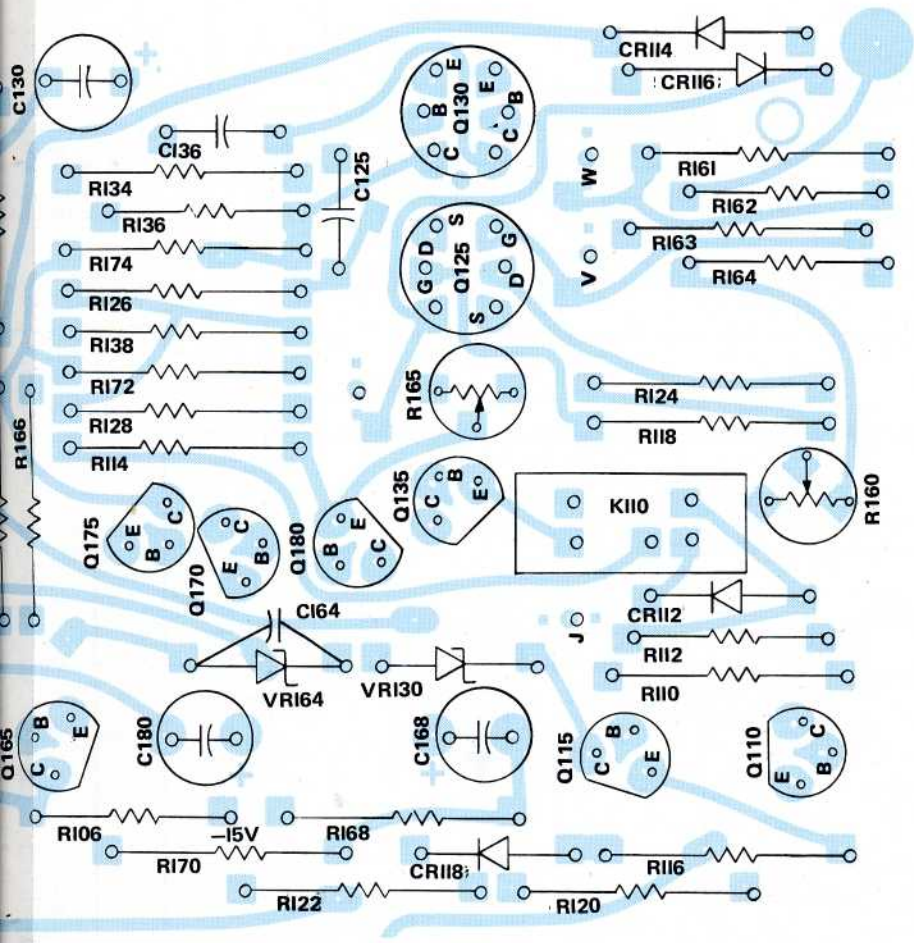 C130
+
CR114
CR116
E
E
B
Q130
B
C
C
C136
R134
C125
W
R161
R136
R162
S
R174
D
G
R163
G
Q125
D
V
R164
S
R126
R138
R172
R165
R124
R128
R118
R166
R114
R160
Q135
B
C
E
K110
Q175
E
C
B
C
B
E
Q170
Q180
E
B
C
C164
CR112
J
R112
VR164
VR130
R110
Q165
B
E
C
C180
C168
Q115
B
C
E
Q110
C
B
E
+
+
R106
-15V
R168
R170
CR118
R116
R122
R120